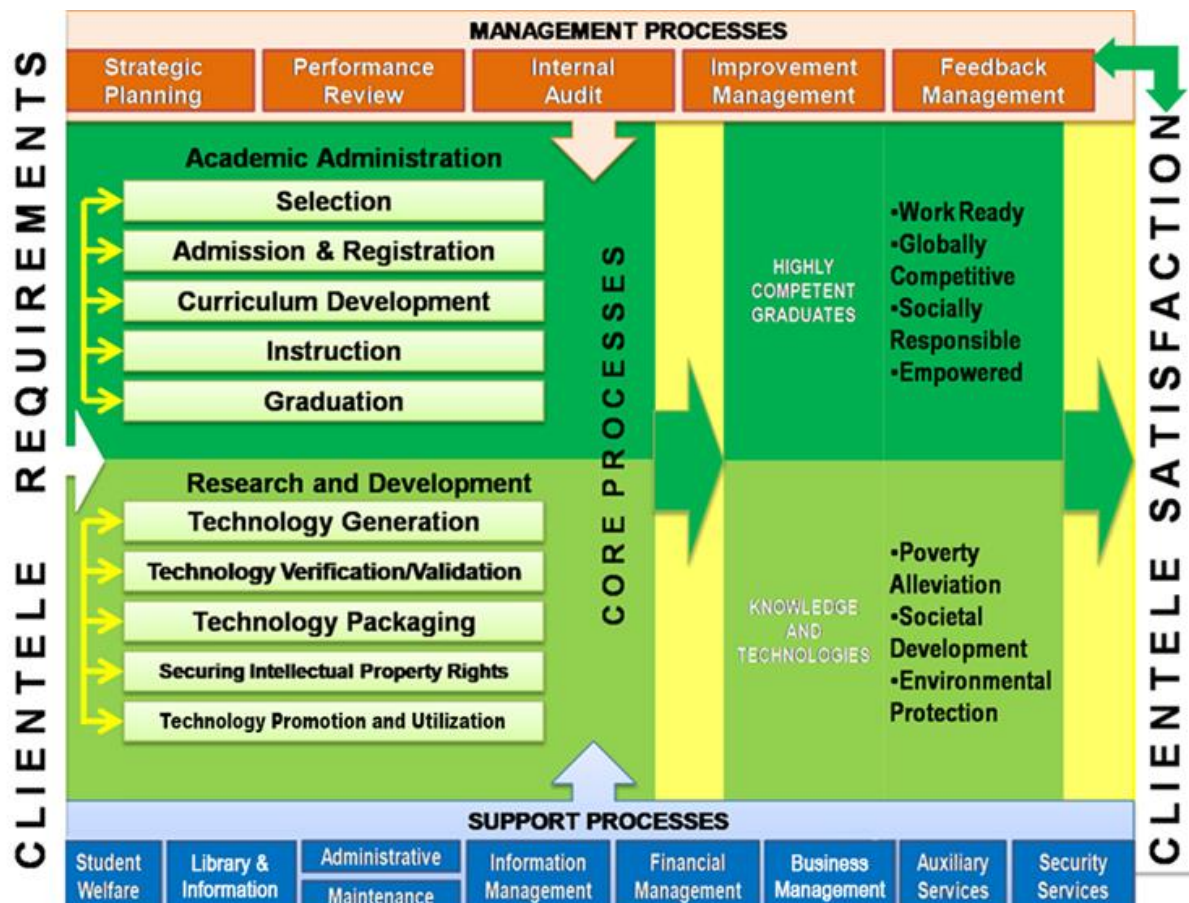 CLIENTELE REQUIREMENTS
MANAGEMENT PROCESSES
Strategic
Planning
Performance
Review
Internal
Audit
Improvement
Management
Feedback
Management
Academic Administration
Selection
Admission & Registration
Curriculum Development
Instruction
Graduation
Research and Development
Technology Generation
Technology Verification/Validation
Technology Packaging
Securing Intellectual Property Rights
Technology Promotion and Utilization
CORE PROCESSES
HIGHLY
COMPETENT
GRADUATES
•Work Ready
•Globally
Competitive
•Socially
Responsible
•Empowered
KNOWLEDGE
AND
TECHNOLOGIES
•Poverty
Alleviation
•Societal
Development
•Environmental
Protection
SUPPORT PROCESSES
Student
Welfare
Library &
Information
Administrative
Maintenance
Information
Management
Financial
Management
Business
Management
Auxiliary
Services
Security
Services
CLIENTELE SATISFACTION